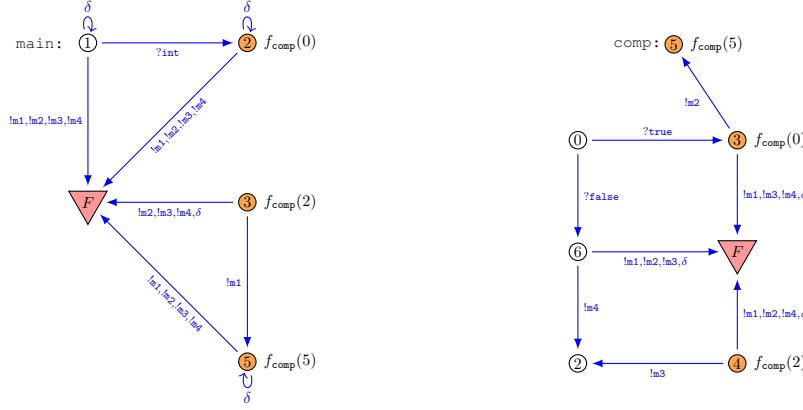 δ
δ
main: 1 ?int 2 f_comp(0)
!m1,!m2,!m3,!m4
!m1,!m2,!m3,!m4
F
!m2,!m3,!m4,δ
3 f_comp(2)
!m1
!m1,!m2,!m3,!m4
5 f_comp(5)
δ
comp: 5 f_comp(5)
!m2
0 ?true 3 f_comp(0)
?false
!m1,!m3,!m4,δ
6 !m1,!m2,!m3,δ F
!m4
!m1,!m2,!m4,δ
2 !m3 4 f_comp(2)